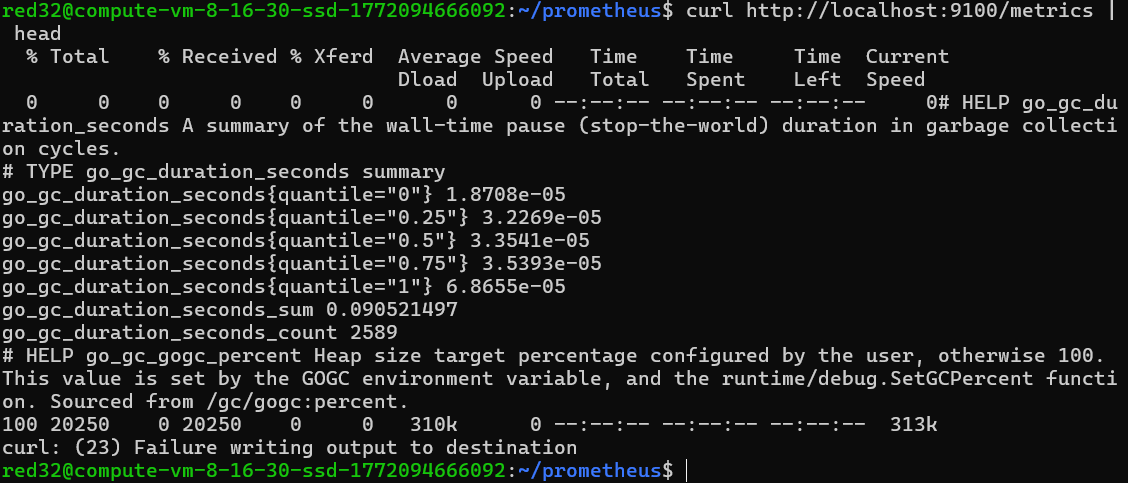 red32@compute-vm-8-16-30-ssd-1772094666092:~/prometheus$ curl http://localhost:9100/metrics |
 head
  % Total    % Received % Xferd  Average Speed   Time    Time     Time  Current
                                 Dload  Upload   Total   Spent    Left  Speed
  0     0    0     0    0     0      0      0 --:--:-- --:--:-- --:--:--     0# HELP go_gc_du
ration_seconds A summary of the wall-time pause (stop-the-world) duration in garbage collecti
on cycles.
# TYPE go_gc_duration_seconds summary
go_gc_duration_seconds{quantile="0"} 1.8708e-05
go_gc_duration_seconds{quantile="0.25"} 3.2269e-05
go_gc_duration_seconds{quantile="0.5"} 3.3541e-05
go_gc_duration_seconds{quantile="0.75"} 3.5393e-05
go_gc_duration_seconds{quantile="1"} 6.8655e-05
go_gc_duration_seconds_sum 0.090521497
go_gc_duration_seconds_count 2589
# HELP go_gc_gogc_percent Heap size target percentage configured by the user, otherwise 100.
This value is set by the GOGC environment variable, and the runtime/debug.SetGCPercent functi
on. Sourced from /gc/gogc:percent.
100 20250    0 20250    0     0   310k      0 --:--:-- --:--:-- --:--:--  313k
curl: (23) Failure writing output to destination
red32@compute-vm-8-16-30-ssd-1772094666092:~/prometheus$